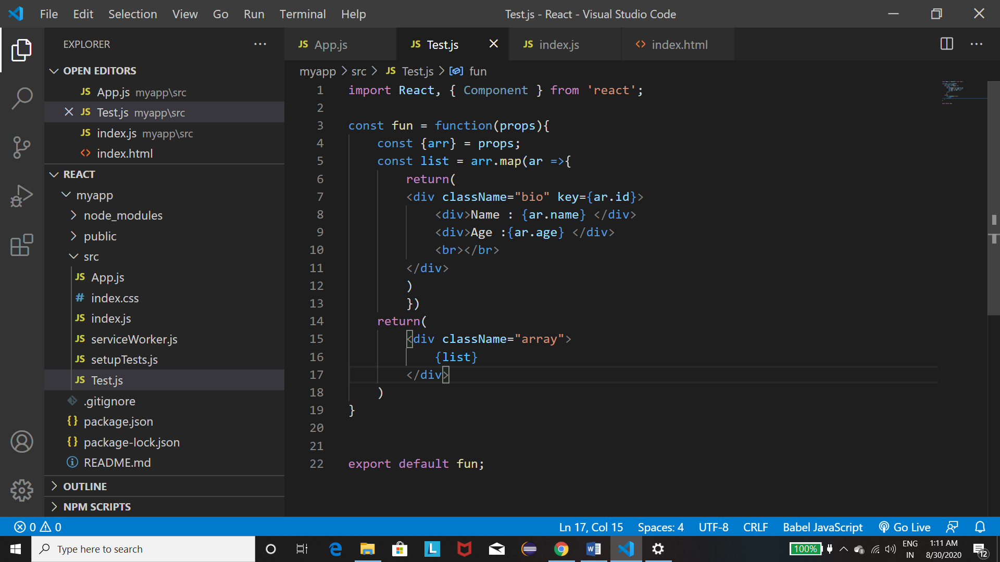 File Edit Selection View Go Run Terminal Help
Test.js - React - Visual Studio Code
EXPLORER
OPEN EDITORS
JS App.js myapp\src
JS Test.js myapp\src
JS index.js myapp\src
<> index.html
REACT
myapp
node_modules
public
src
JS App.js
# index.css
JS index.js
JS serviceWorker.js
JS setupTests.js
JS Test.js
.gitignore
{} package.json
{} package-lock.json
README.md
OUTLINE
NPM SCRIPTS
JS App.js
JS Test.js
JS index.js
<> index.html
myapp > src > JS Test.js > fun
1 import React, { Component } from 'react';
2
3 const fun = function(props){
4 const {arr} = props;
5 const list = arr.map(ar =>{
6 return(
7 <div className="bio" key={ar.id}>
8 <div>Name : {ar.name} </div>
9 <div>Age :{ar.age} </div>
10 <br></br>
11 </div>
12 )
13 })
14 return(
15 <div className="array">
16 {list}
17 </div>
18 )
19 }
20
21
22 export default fun;
0 0
Ln 17, Col 15 Spaces: 4 UTF-8 CRLF Babel JavaScript Go Live
Type here to search
L
W
100%
ENG
IN
1:11 AM
8/30/2020
12